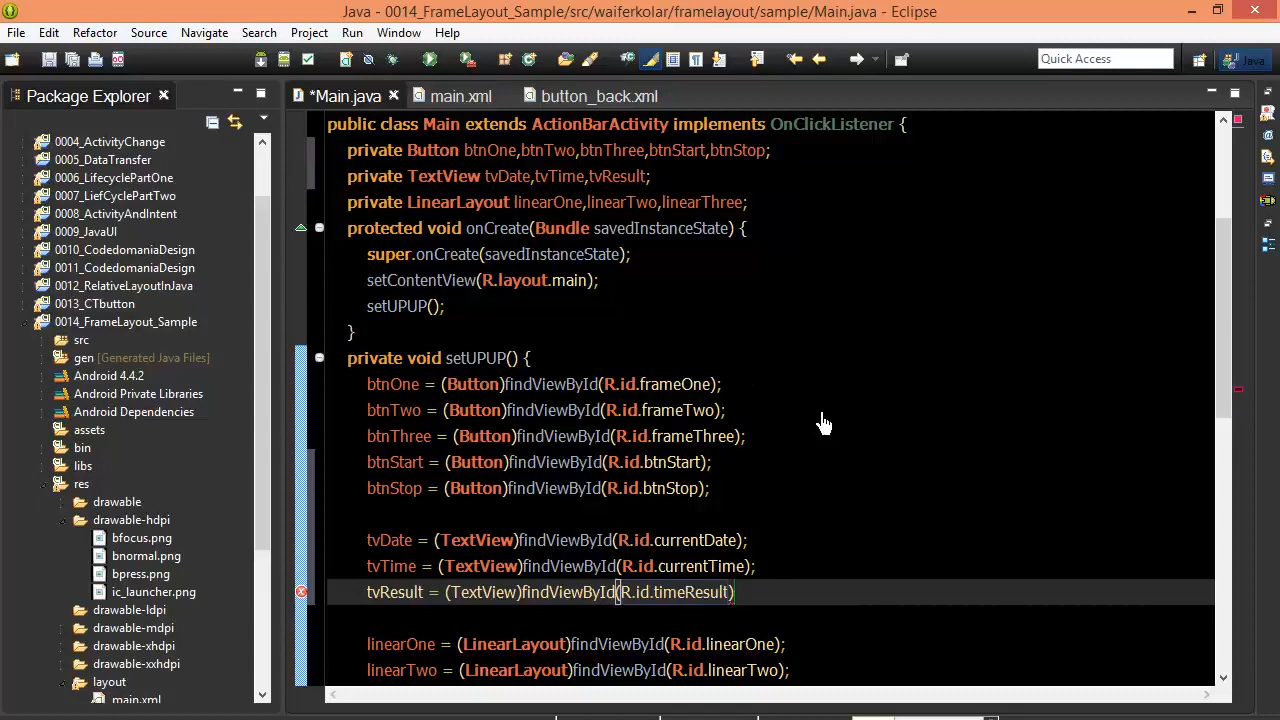 Java - 0014_FrameLayout_Sample/src/waiferkolar/framelayout/sample/Main.java - Eclipse
File Edit Refactor Source Navigate Search Project Run Window Help
Quick Access
Java
Package Explorer
*Main.java
main.xml
button_back.xml
0004_ActivityChange
0005_DataTransfer
0006_LifecyclePartOne
0007_LiefCyclePartTwo
0008_ActivityAndIntent
0009_JavaUI
0010_CodedomaniaDesign
0011_CodedomaniaDesign
0012_RelativeLayoutInJava
0013_CTbutton
0014_FrameLayout_Sample
src
gen [Generated Java Files]
Android 4.4.2
Android Private Libraries
Android Dependencies
assets
bin
libs
res
drawable
drawable-hdpi
bfocus.png
bnormal.png
bpress.png
ic_launcher.png
drawable-ldpi
drawable-mdpi
drawable-xhdpi
drawable-xxhdpi
layout
main.xml
public class Main extends ActionBarActivity implements OnClickListener {
private Button btnOne,btnTwo,btnThree,btnStart,btnStop;
private TextView tvDate,tvTime,tvResult;
private LinearLayout linearOne,linearTwo,linearThree;
protected void onCreate(Bundle savedInstanceState) {
super.onCreate(savedInstanceState);
setContentView(R.layout.main);
setUPUP();
}
private void setUPUP() {
btnOne = (Button)findViewById(R.id.frameOne);
btnTwo = (Button)findViewById(R.id.frameTwo);
btnThree = (Button)findViewById(R.id.frameThree);
btnStart = (Button)findViewById(R.id.btnStart);
btnStop = (Button)findViewById(R.id.btnStop);
tvDate = (TextView)findViewById(R.id.currentDate);
tvTime = (TextView)findViewById(R.id.currentTime);
tvResult = (TextView)findViewById(R.id.timeResult)
linearOne = (LinearLayout)findViewById(R.id.linearOne);
linearTwo = (LinearLayout)findViewById(R.id.linearTwo);